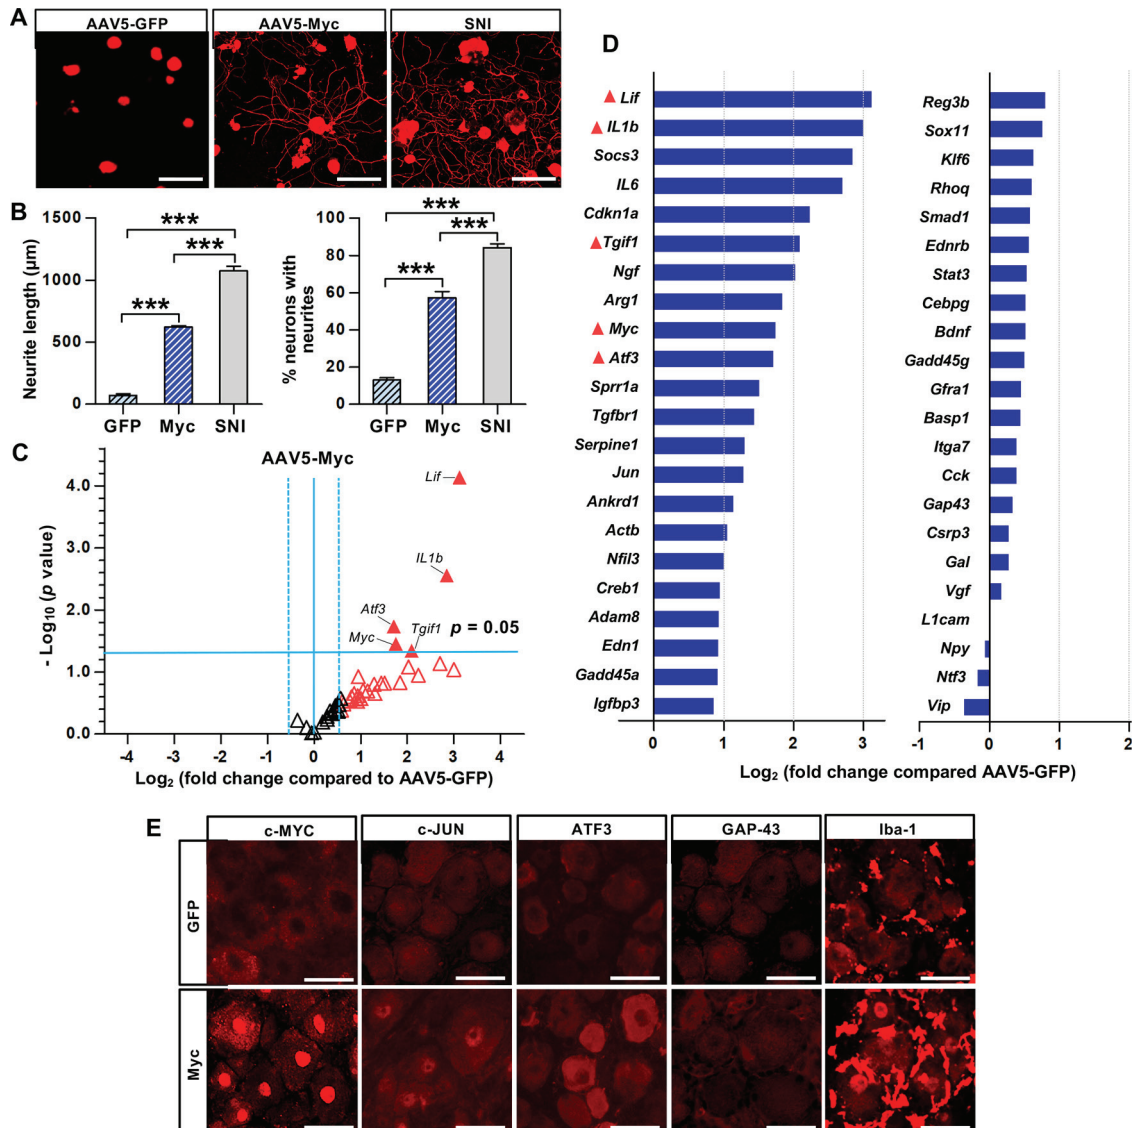 A
AAV5-GFP
AAV5-Myc
SNI
B
Neurite length (µm)
1500
1000
500
0
***
***
***
GFP
Myc
SNI
% neurons with
neurites
100
80
60
40
20
0
***
***
***
GFP
Myc
SNI
C
AAV5-Myc
- Log10 (p value)
4.0
3.0
2.0
1.0
0.0
Lif
IL1b
Atf3
Myc
Tgif1
p = 0.05
-4
-3
-2
-1
0
1
2
3
4
Log2 (fold change compared to AAV5-GFP)
D
Lif
IL1b
Socs3
IL6
Cdkn1a
Tgif1
Ngf
Arg1
Myc
Atf3
Sprr1a
Tgfbr1
Serpine1
Jun
Ankrd1
Actb
Nfil3
Creb1
Adam8
Edn1
Gadd45a
Igfbp3
0
1
2
3
Reg3b
Sox11
Klf6
Rhoq
Smad1
Ednrb
Stat3
Cebpg
Bdnf
Gadd45g
Gfra1
Basp1
Itga7
Cck
Gap43
Csrp3
Gal
Vgf
L1cam
Npy
Ntf3
Vip
-1
0
1
2
Log2 (fold change compared AAV5-GFP)
E
c-MYC
c-JUN
ATF3
GAP-43
Iba-1
GFP
Myc